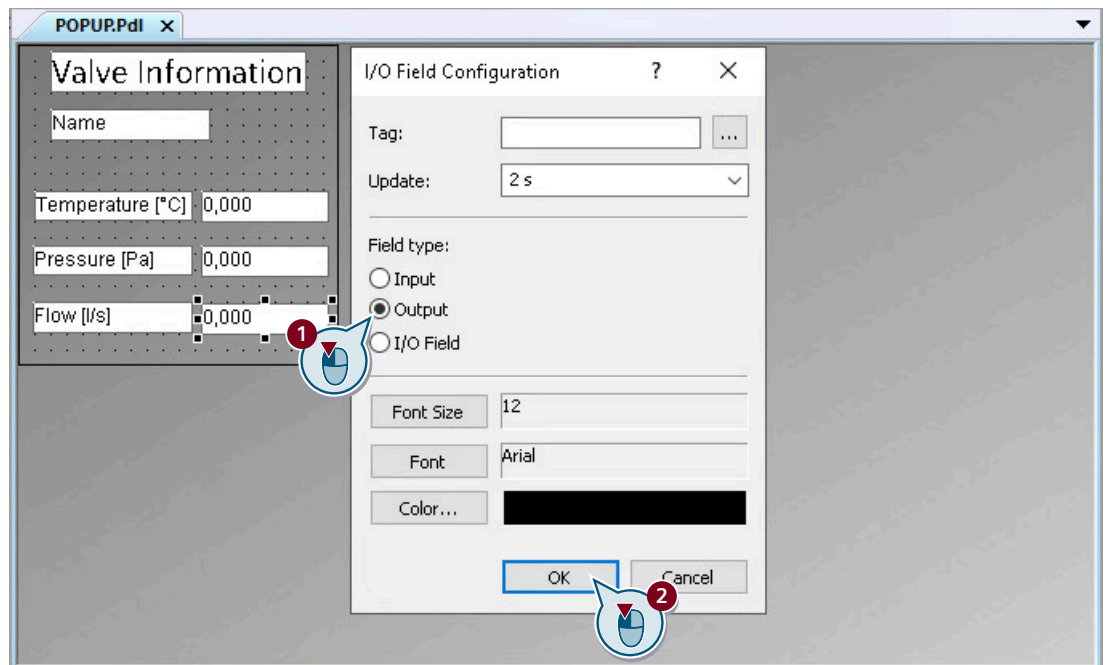 POPUP.Pdl X
Valve Information
Name
Temperature [°C] 0,000
Pressure [Pa] 0,000
Flow [l/s] 0,000
I/O Field Configuration ?
Tag: ...
Update: 2 s
Field type:
Input
Output
I/O Field
1
Font Size 12
Font Arial
Color...
OK Cancel
2